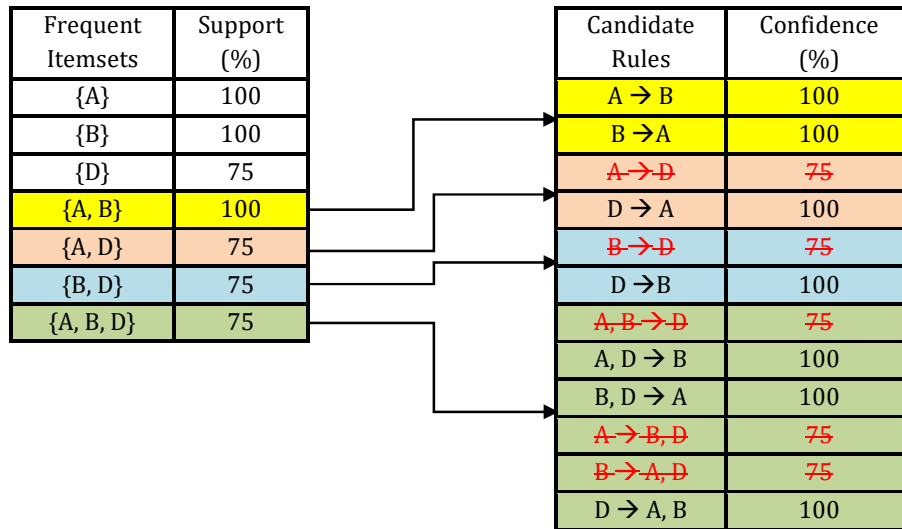 Frequent Itemsets Support (%)
{A} 100
{B} 100
{D} 75
{A, B} 100
{A, D} 75
{B, D} 75
{A, B, D} 75
Candidate Rules Confidence (%)
A → B 100
B →A 100
A → D 75
D → A 100
B → D 75
D →B 100
A, B → D 75
A, D → B 100
B, D → A 100
A → B, D 75
B → A, D 75
D → A, B 100